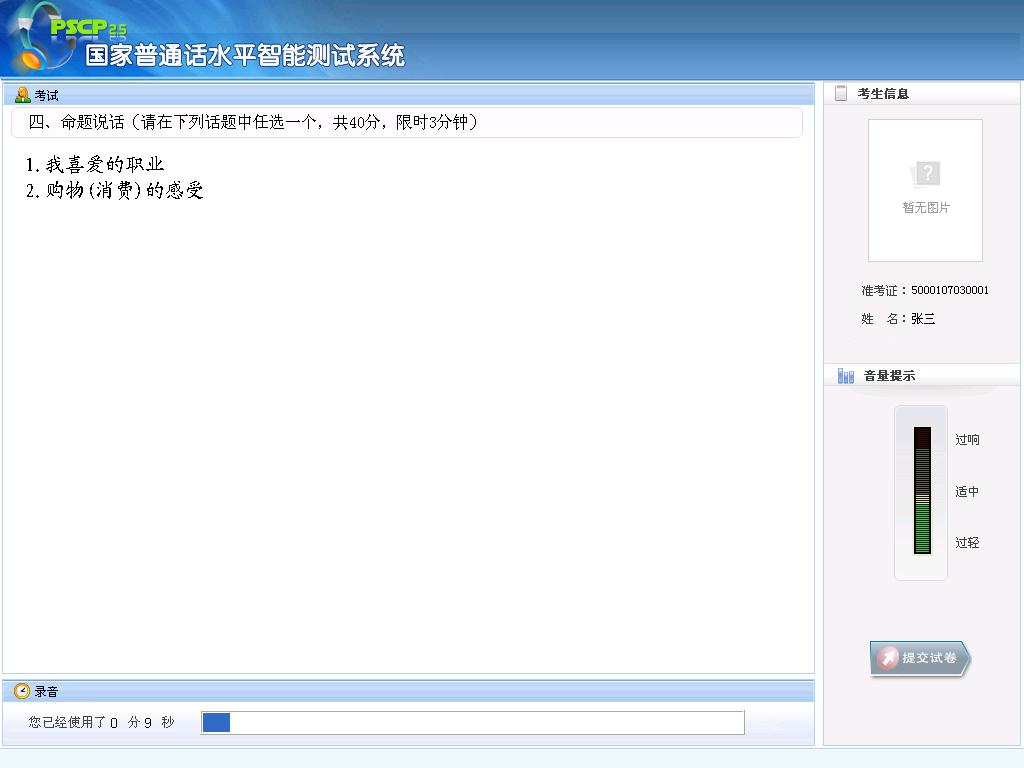 PSCP 2.5
国家普通话水平智能测试系统
考试
四、命题说话（请在下列话题中任选一个，共40分，限时3分钟）
1. 我喜爱的职业
2. 购物(消费)的感受
录音
您已经使用了 0 分 9 秒
考生信息
?
暂无图片
准考证：5000107030001
姓 名：张三
音量提示
过响
适中
过轻
提交试卷